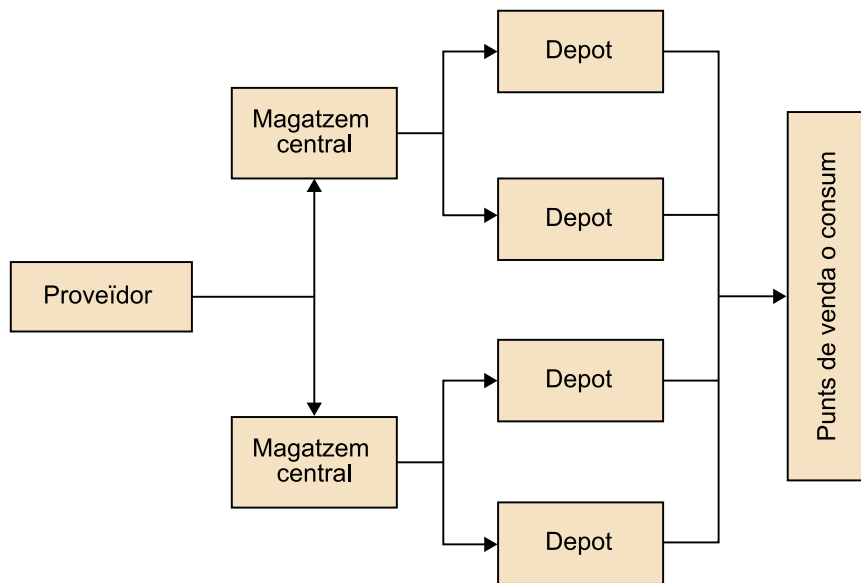 Proveïdor
Magatzem
central
Magatzem
central
Depot
Depot
Depot
Depot
Punts de venda o consum